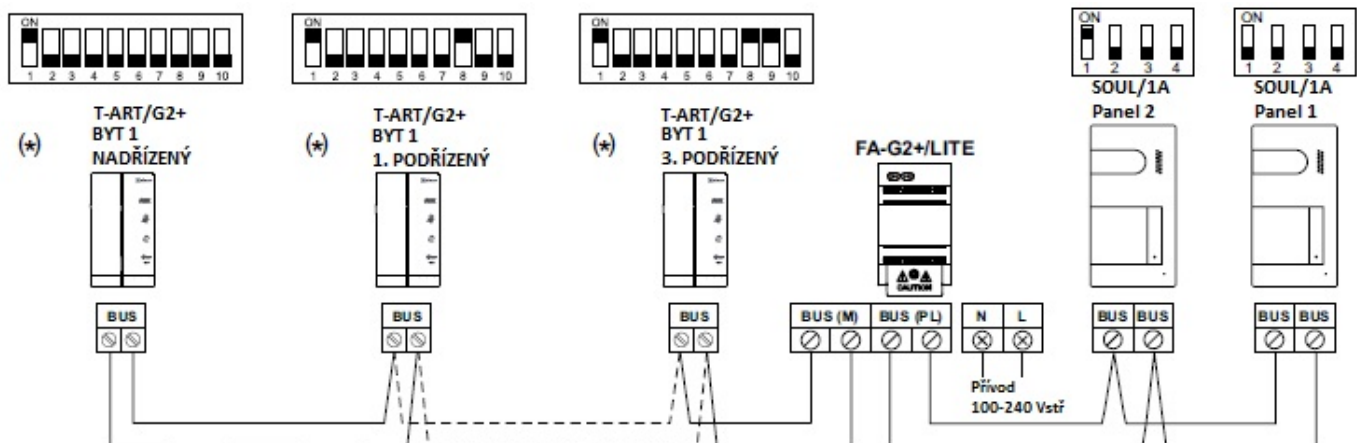 ON
1 2 3 4 5 6 7 8 9 10
ON
1 2 3 4 5 6 7 8 9 10
ON
1 2 3 4 5 6 7 8 9 10
ON
1 2 3 4
ON
1 2 3 4
(*)
T-ART/G2+
BYT 1
NADŘÍZENÝ
(*)
T-ART/G2+
BYT 1
1. PODŘÍZENÝ
(*)
T-ART/G2+
BYT 1
3. PODŘÍZENÝ
FA-G2+/LITE
CAUTION
SOUL/1A
Panel 2
SOUL/1A
Panel 1
BUS
BUS
BUS
BUS (M) BUS (PL) N L
BUS BUS
BUS BUS
Přívod
100-240 Vstř